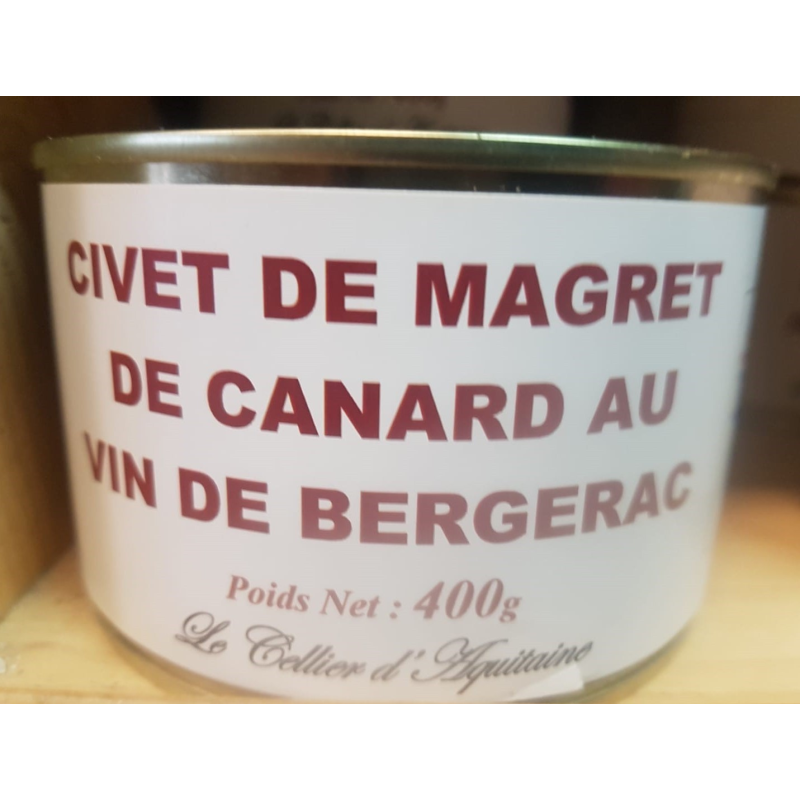 CIVET DE MAGRET
DE CANARD AU
VIN DE BERGERAC
Poids Net : 400g
Le Cellier d'Aquitaine